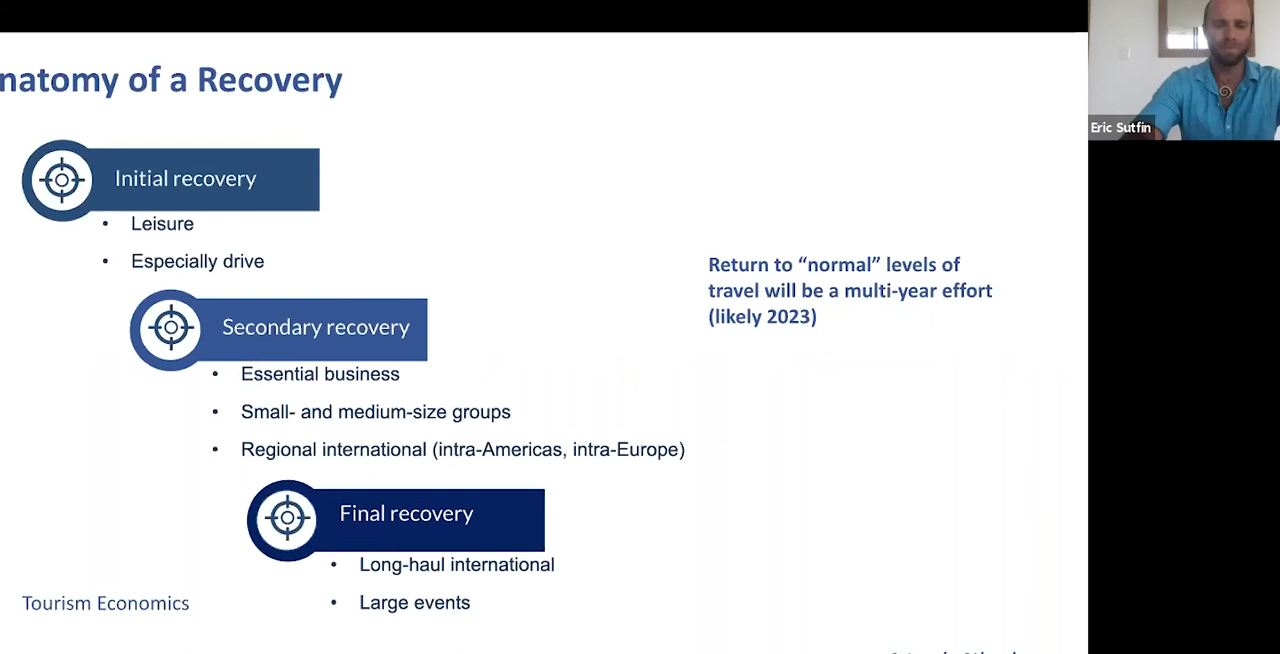 natomy of a Recovery
Eric Sutfin
Initial recovery
• Leisure
• Especially drive
Return to “normal” levels of
travel will be a multi-year effort
(likely 2023)
Secondary recovery
• Essential business
• Small- and medium-size groups
• Regional international (intra-Americas, intra-Europe)
Final recovery
• Long-haul international
• Large events
Tourism Economics